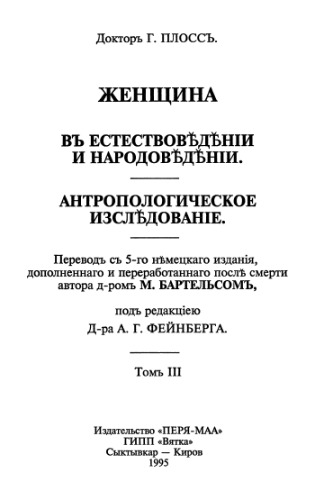 Докторъ Г. ПЛОССЪ.
ЖЕНЩИНА
ВЪ ЕСТЕСТВОВѢДѢНІИ
И НАРОДОВѢДѢНІИ.
АНТРОПОЛОГИЧЕСКОЕ
ИЗСЛѢДОВАНІЕ.
Переводъ съ 5-го нѣмецкаго изданія,
дополненнаго и переработаннаго послѣ смерти
автора д-ромъ М. БАРТЕЛЬСОМЪ,
подъ редакціею
Д-ра А. Г. ФЕЙНБЕРГА.
Томъ III
Издательство «ПЕРЯ-МАА»
ГИПП «Вятка»
Сыктывкар — Киров
1995